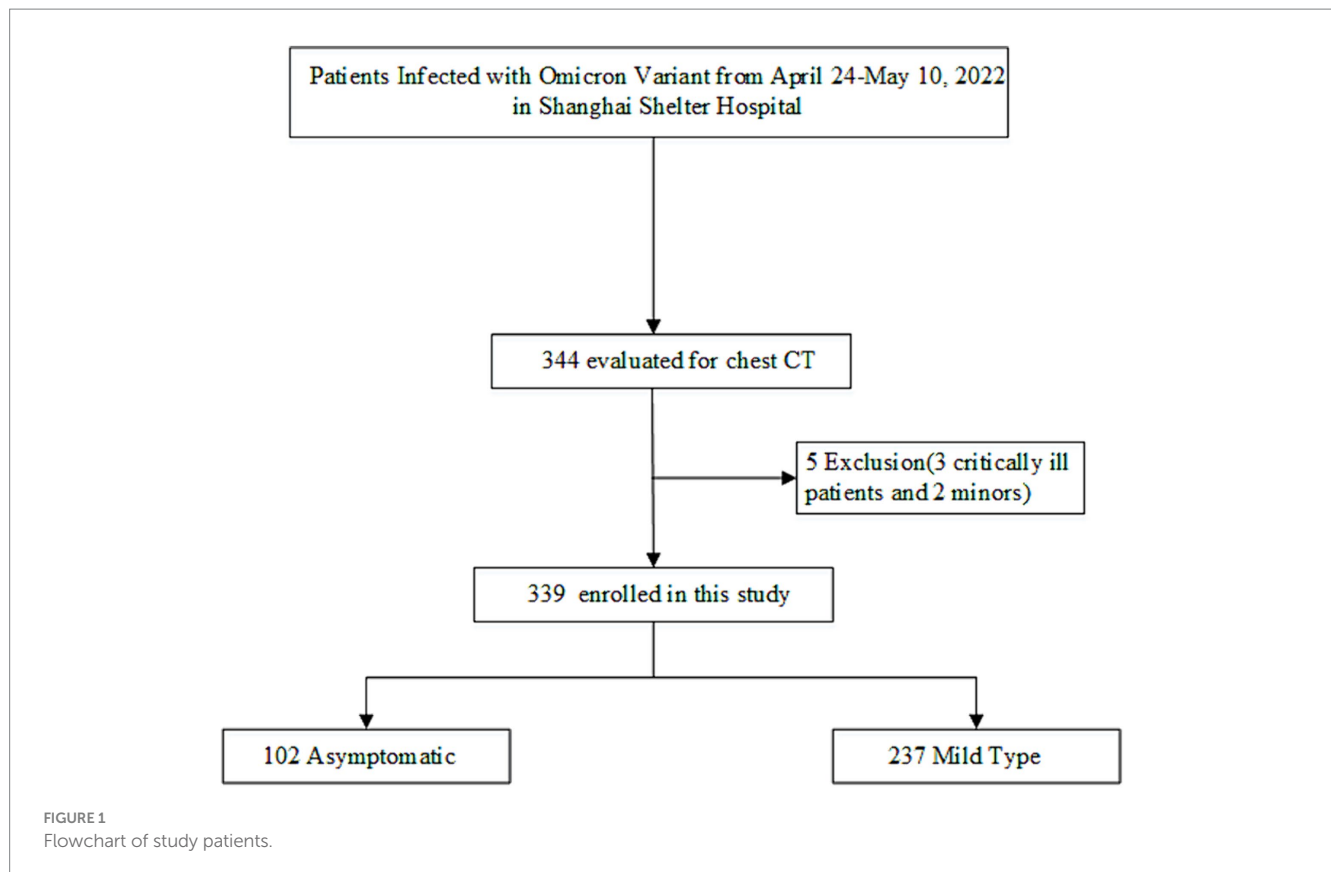 Patients Infected with Omicron Variant from April 24-May 10, 2022
in Shanghai Shelter Hospital
344 evaluated for chest CT
5 Exclusion(3 critically ill
patients and 2 minors)
339 enrolled in this study
102 Asymptomatic
237 Mild Type
FIGURE 1
Flowchart of study patients.